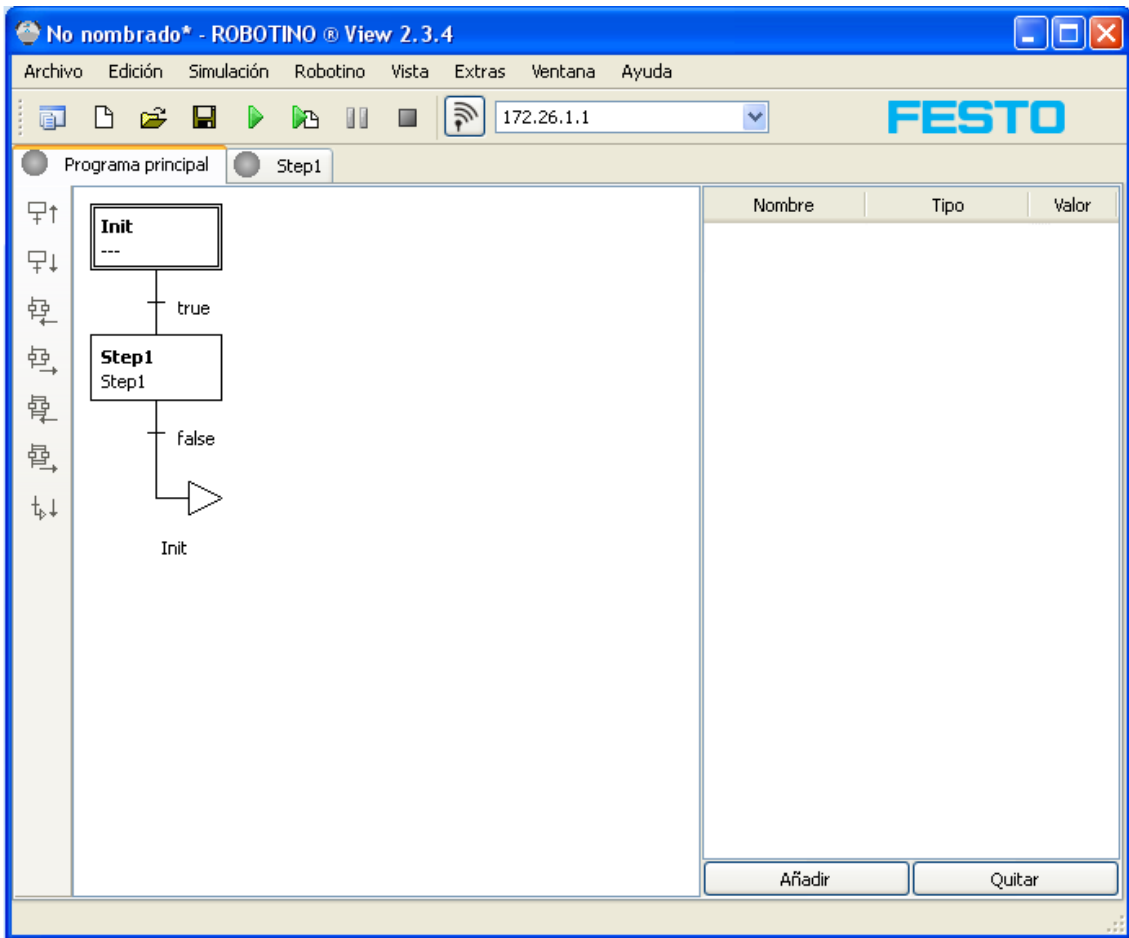 No nombrado* - ROBOTINO ® View 2.3.4
Archivo Edición Simulación Robotino Vista Extras Ventana Ayuda
172.26.1.1 FESTO
Programa principal Step1
Nombre Tipo Valor
Init
---
true
Step1
Step1
false
Init
Añadir Quitar